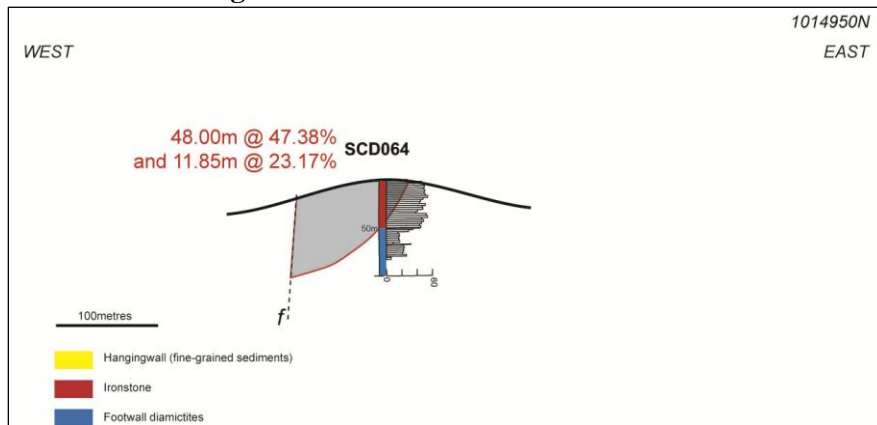 1014950N
WEST
EAST
48.00m @ 47.38%
and 11.85m @ 23.17%
SCD064
50m
0
60
f
100metres
Hangingwall (fine-grained sediments)
Ironstone
Footwall diamictites